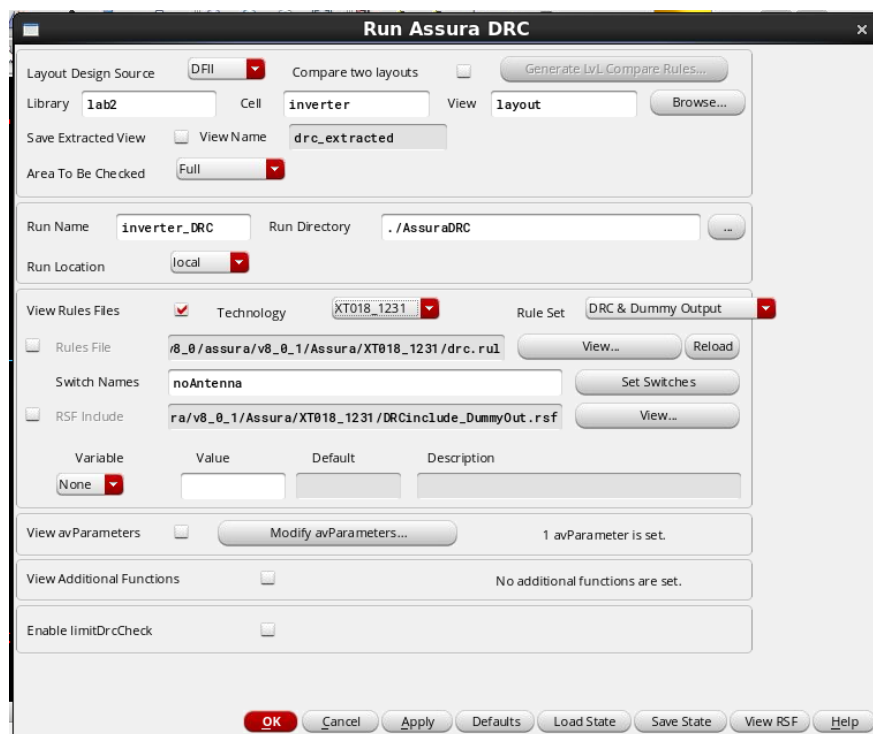 Run Assura DRC
Layout Design Source DFII Compare two layouts Generate LvL Compare Rules...
Library lab2 Cell inverter View layout Browse...
Save Extracted View View Name drc_extracted
Area To Be Checked Full
Run Name inverter_DRC Run Directory ./AssuraDRC ...
Run Location local
View Rules Files Technology XT018_1231 Rule Set DRC & Dummy Output
Rules File /v8_0/assura/v8_0_1/Assura/XT018_1231/drc.rul View... Reload
Switch Names noAntenna Set Switches
RSF Include ra/v8_0_1/Assura/XT018_1231/DRCinclude_DummyOut.rsf View...
Variable Value Default Description
None
View avParameters Modify avParameters... 1 avParameter is set.
View Additional Functions No additional functions are set.
Enable limitDrcCheck
OK Cancel Apply Defaults Load State Save State View RSF Help